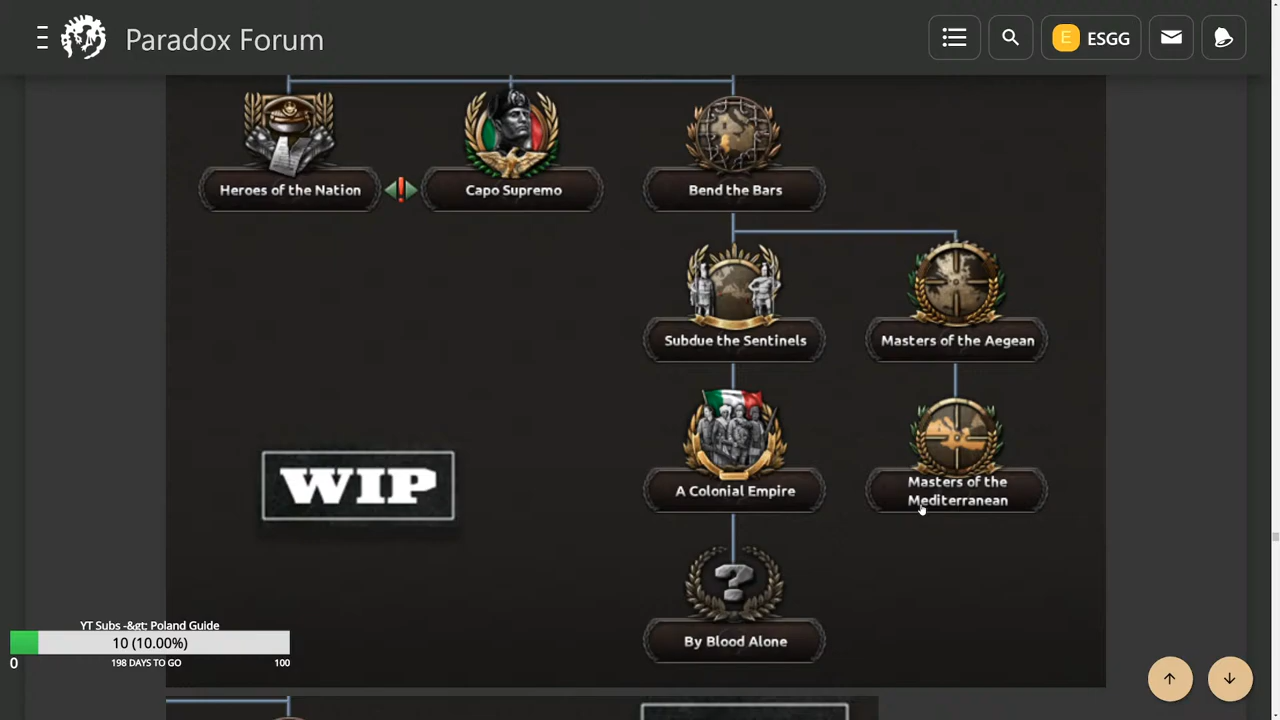 Paradox Forum
E ESGG
Heroes of the Nation
Capo Supremo
Bend the Bars
Subdue the Sentinels
Masters of the Aegean
WIP
A Colonial Empire
Masters of the
Mediterranean
?
By Blood Alone
YT Subs -&gt; Poland Guide
10 (10.00%)
0
198 DAYS TO GO
100